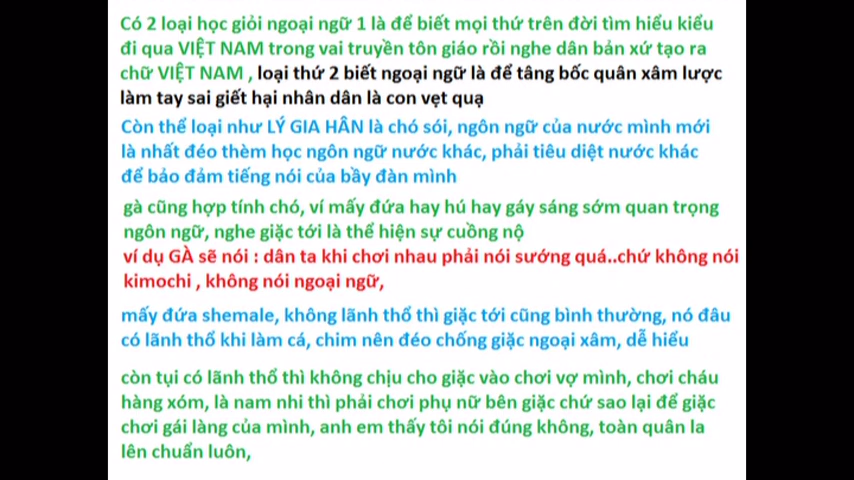 Có 2 loại học giỏi ngoại ngữ 1 là để biết mọi thứ trên đời tìm hiểu kiểu
đi qua VIỆT NAM trong vai truyền tôn giáo rồi nghe dân bản xứ tạo ra
chữ VIỆT NAM , loại thứ 2 biết ngoại ngữ là để tâng bốc quân xâm lược
làm tay sai giết hại nhân dân là con vẹt quạ
Còn thể loại như LÝ GIA HÂN là chó sói, ngôn ngữ của nước mình mới
là nhất đéo thèm học ngôn ngữ nước khác, phải tiêu diệt nước khác
để bảo đảm tiếng nói của bầy đàn mình
gà cũng hợp tính chó, ví mấy đứa hay hú hay gáy sáng sớm quan trọng
ngôn ngữ, nghe giặc tới là thể hiện sự cuồng nộ
ví dụ GÀ sẽ nói : dân ta khi chơi nhau phải nói sướng quá..chứ không nói
kimochi , không nói ngoại ngữ,
mấy đứa shemale, không lãnh thổ thì giặc tới cũng bình thường, nó đâu
có lãnh thổ khi làm cá, chim nên đéo chống giặc ngoại xâm, dễ hiểu
còn tụi có lãnh thổ thì không chịu cho giặc vào chơi vợ mình, chơi cháu
hàng xóm, là nam nhi thì phải chơi phụ nữ bên giặc chứ sao lại để giặc
chơi gái làng của mình, anh em thấy tôi nói đúng không, toàn quân la
lên chuẩn luôn,